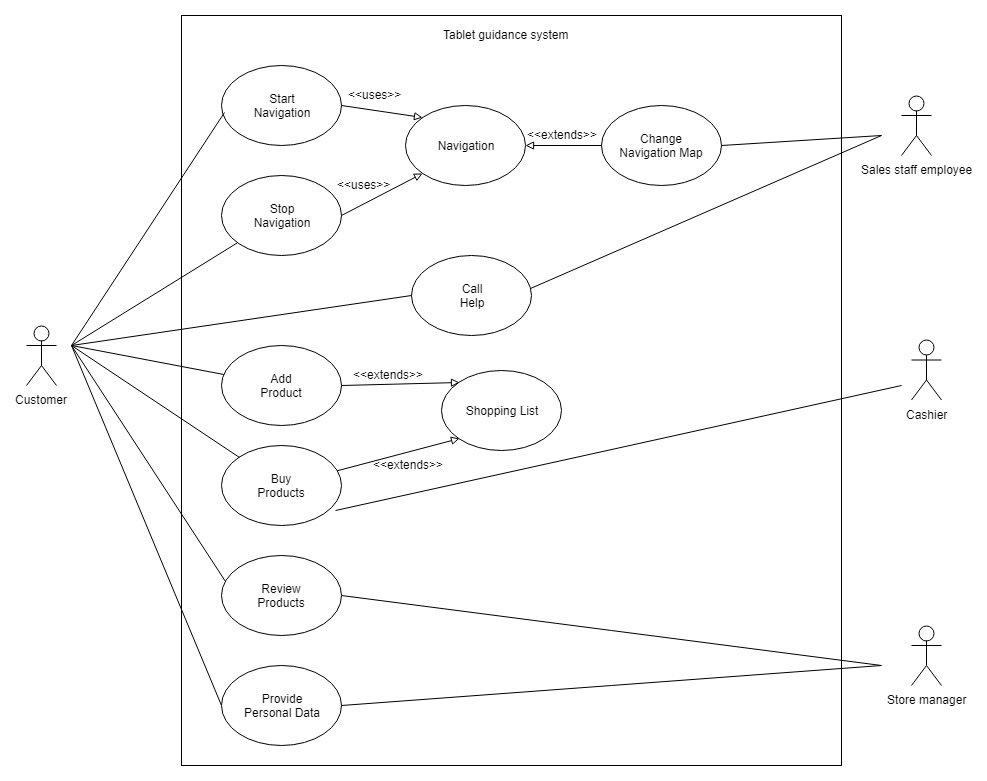 Tablet guidance system
Start
Navigation
<<uses>>
Navigation
<<extends>>
Change
Navigation Map
Sales staff employee
<<uses>>
Stop
Navigation
Call
Help
Customer
Add
Product
<<extends>>
Shopping List
Cashier
<<extends>>
Buy
Products
Review
Products
Provide
Personal Data
Store manager